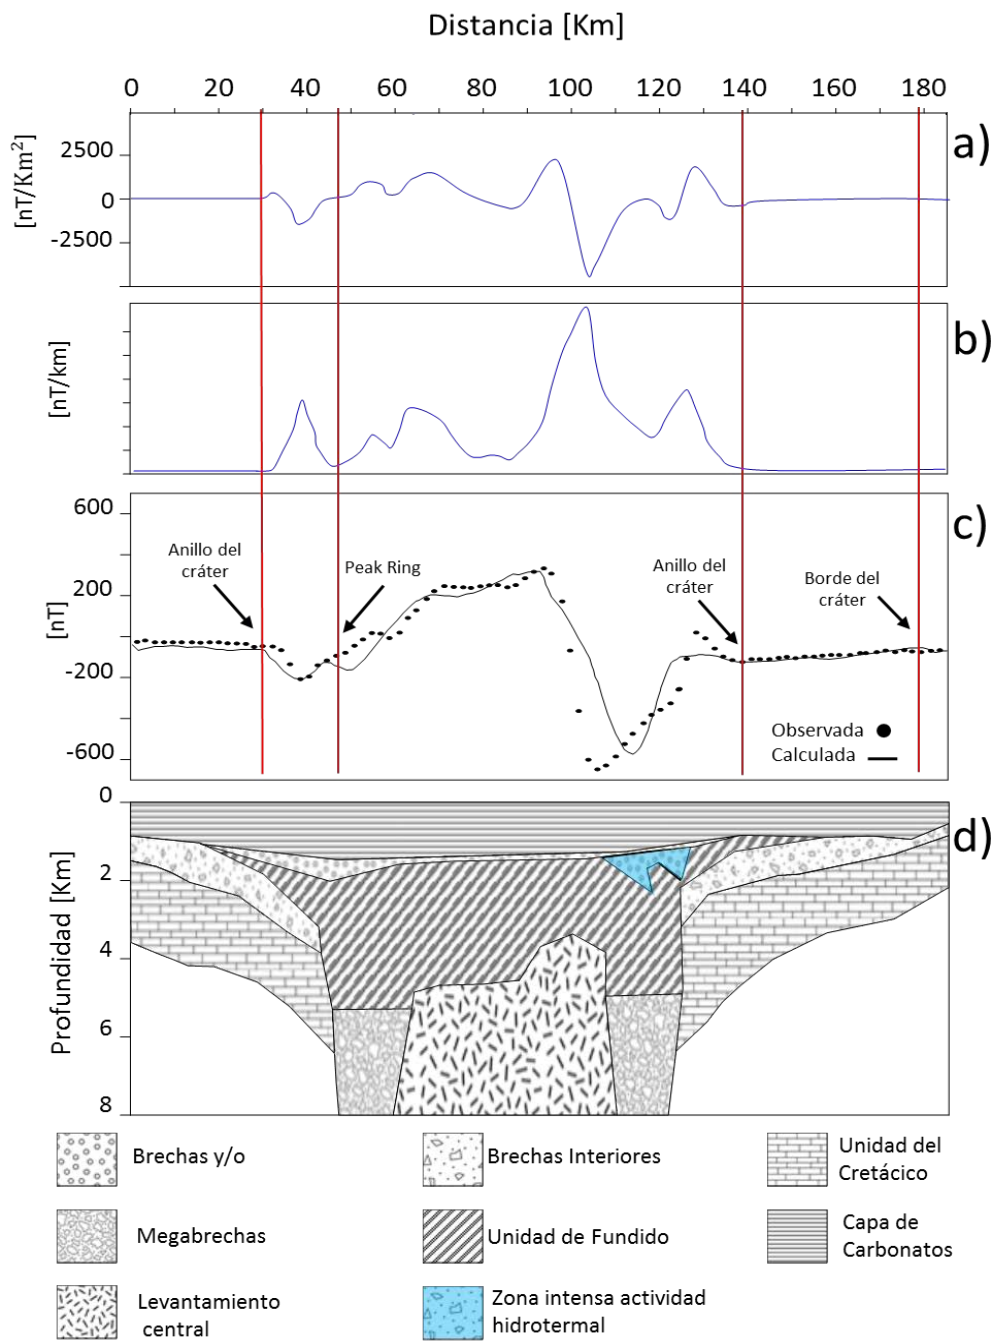 Distancia [Km]
0 20 40 60 80 100 120 140 160 180
a)
[nT/Km²]
2500
0
-2500
b)
[nT/km]
c)
[nT]
600
200
-200
-600
Anillo del
cráter
Peak Ring
Anillo del
cráter
Borde del
cráter
Observada
Calculada
d)
Profundidad [Km]
0
2
4
6
8
Brechas y/o
Brechas Interiores
Unidad del
Cretácico
Megabrechas
Unidad de Fundido
Capa de
Carbonatos
Levantamiento
central
Zona intensa actividad
hidrotermal